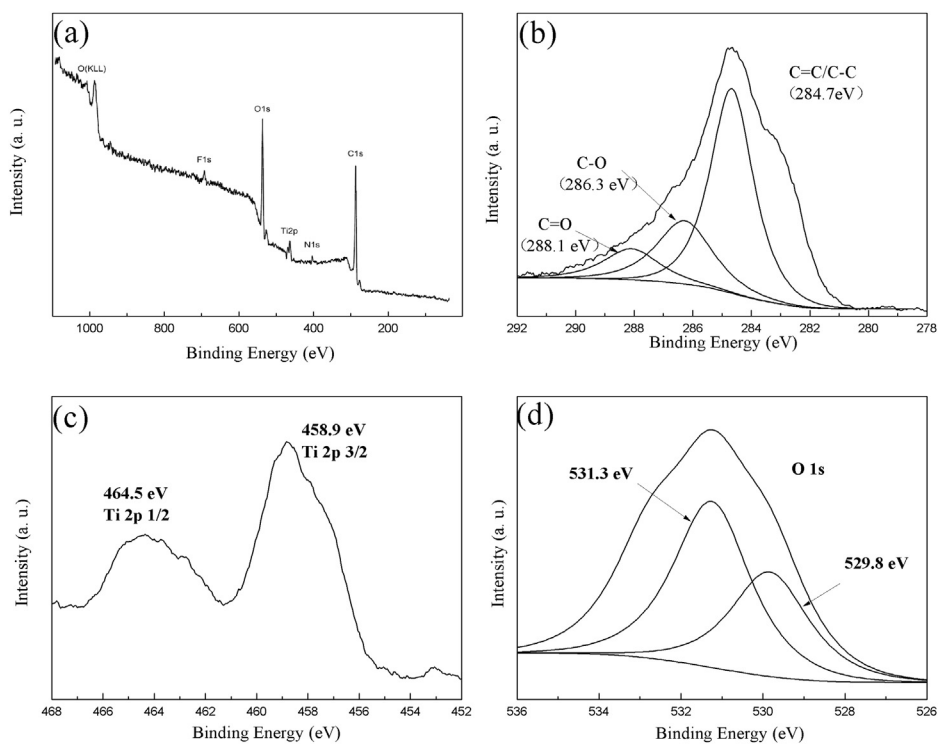 (a)
O(KLL)
F1s
O1s
Ti2p
N1s
C1s
Intensity (a. u.)
1000 800 600 400 200
Binding Energy (eV)
(b)
C=C/C-C
(284.7eV)
C-O
(286.3 eV)
C=O
(288.1 eV)
Intensity (a. u.)
292 290 288 286 284 282 280 278
Binding Energy (eV)
(c)
458.9 eV
Ti 2p 3/2
464.5 eV
Ti 2p 1/2
Intensity (a. u.)
468 466 464 462 460 458 456 454 452
Binding Energy (eV)
(d)
O 1s
531.3 eV
529.8 eV
Intensity (a. u.)
536 534 532 530 528 526
Binding Energy (eV)